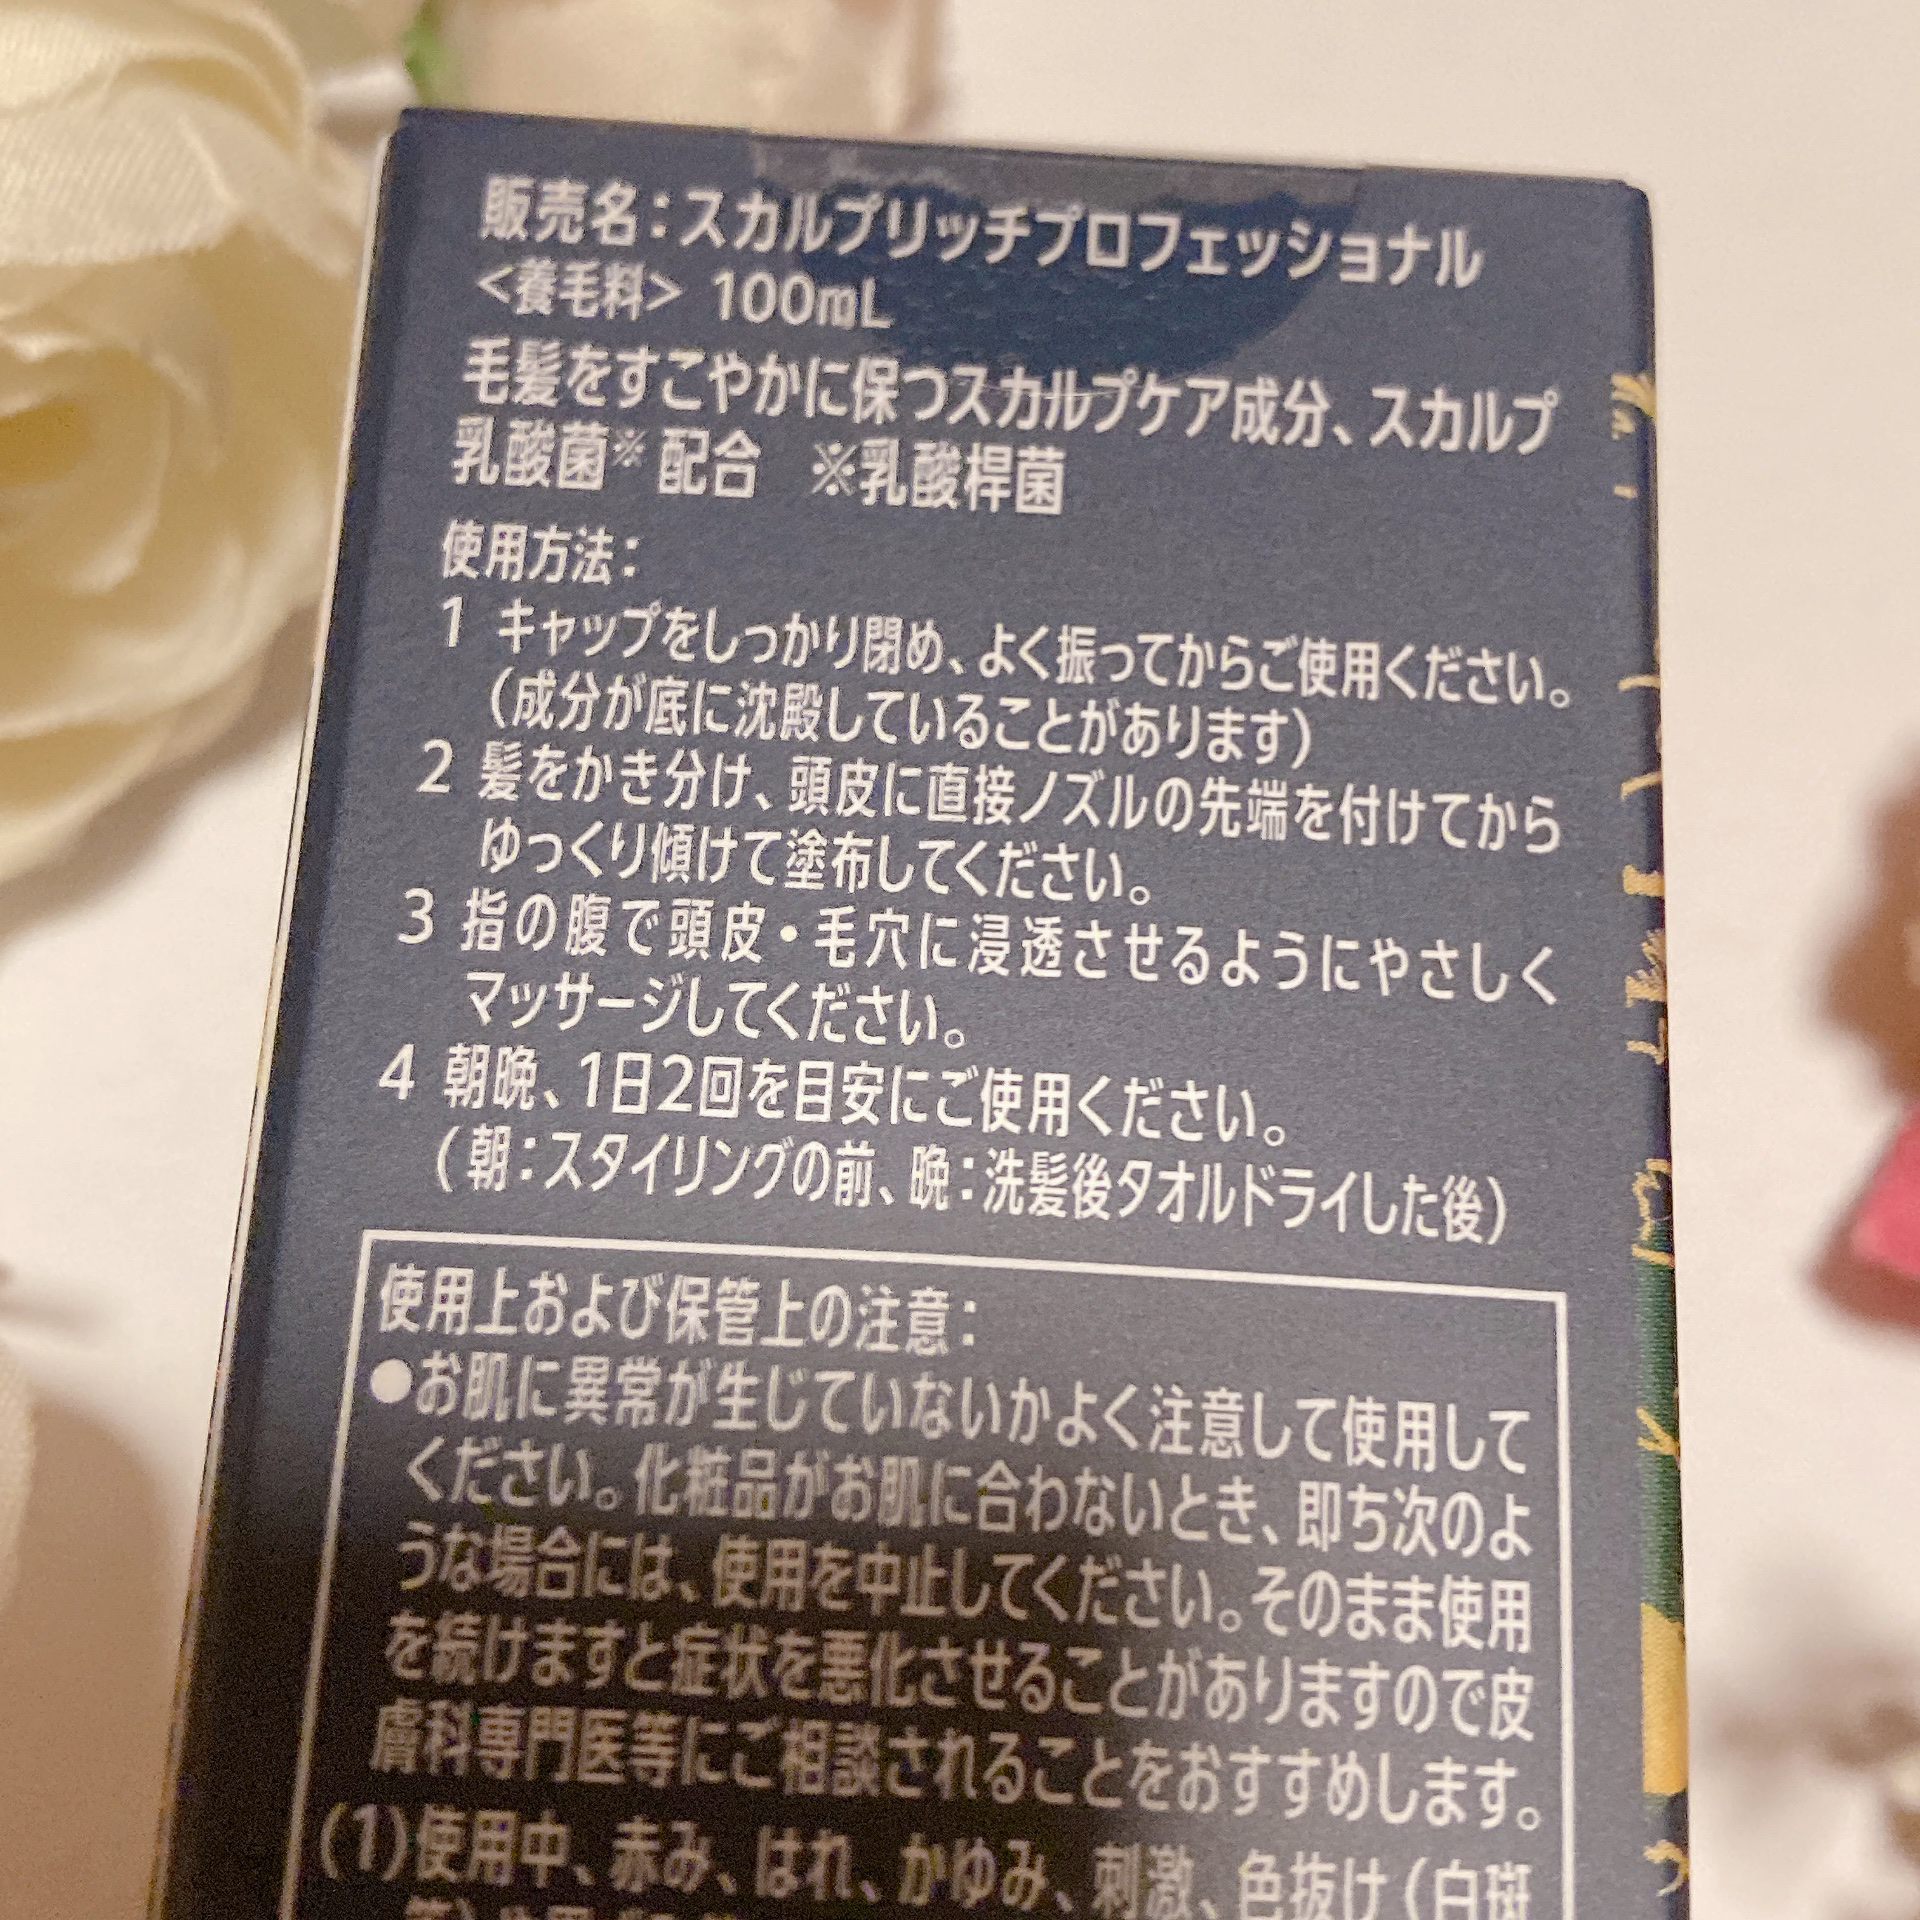 販売名：スカルプリッチプロフェッショナル
<養毛料> 100mL
毛髪をすこやかに保つスカルプケア成分、スカルプ
乳酸菌※配合　※乳酸桿菌
使用方法：
1 キャップをしっかり閉め、よく振ってからご使用ください。
（成分が底に沈殿していることがあります）
2 髪をかき分け、頭皮に直接ノズルの先端を付けてから
ゆっくり傾けて塗布してください。
3 指の腹で頭皮・毛穴に浸透させるようにやさしく
マッサージしてください。
4 朝晩、1日2回を目安にご使用ください。
（朝：スタイリングの前、晩：洗髪後タオルドライした後）
使用上および保管上の注意：
●お肌に異常が生じていないかよく注意して使用して
ください。化粧品がお肌に合わないとき、即ち次のよ
うな場合には、使用を中止してください。そのまま使用
を続けますと症状を悪化させることがありますので皮
膚科専門医等にご相談されることをおすすめします。
(1)使用中、赤み、はれ、かゆみ、刺激、色抜け（白斑